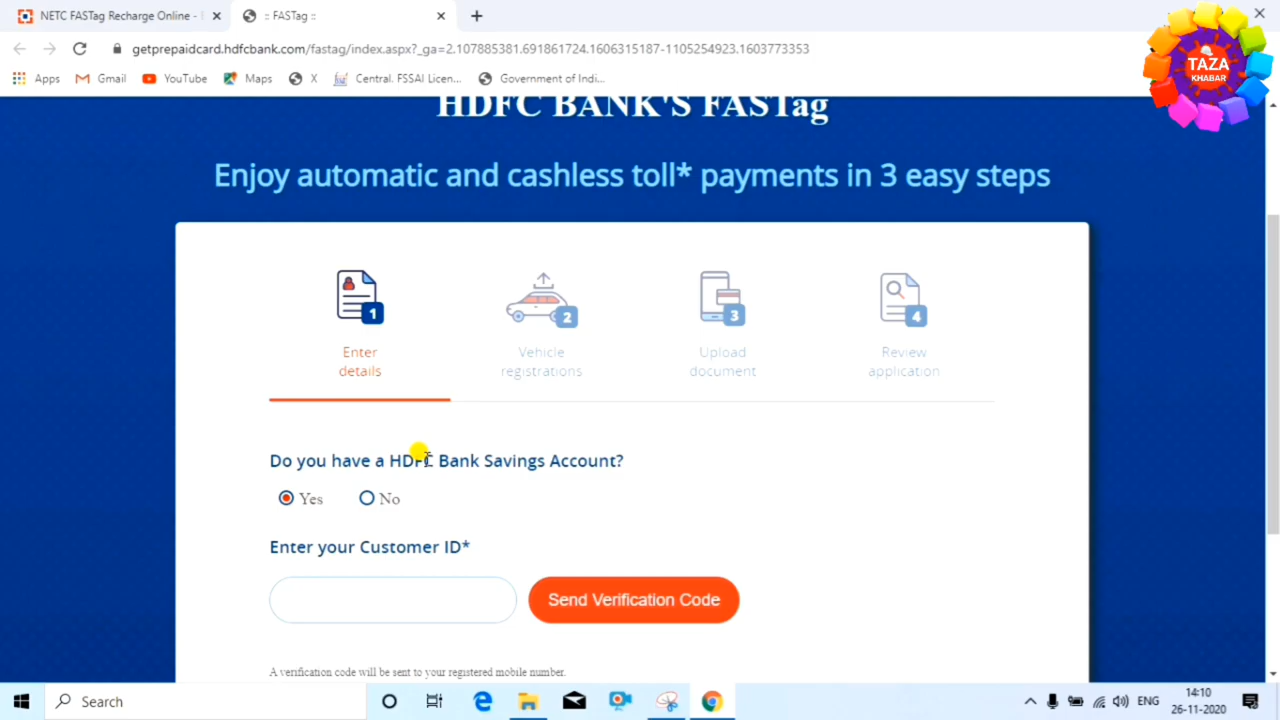 NETC FASTag Recharge Online -
:: FASTag ::
getprepaidcard.hdfcbank.com/fastag/index.aspx?_ga=2.107885381.691861724.1606315187-1105254923.1603773353
Apps
Gmail
YouTube
Maps
X
Central. FSSAI Licen...
Government of Indi...
TAZA
KHABAR
HDFC BANK'S FASTag
Enjoy automatic and cashless toll* payments in 3 easy steps
1
2
3
4
Enter
details
Vehicle
registrations
Upload
document
Review
application
Do you have a HDFC Bank Savings Account?
Yes
No
Enter your Customer ID*
Send Verification Code
A verification code will be sent to your registered mobile number.
Search
ENG
14:10
26-11-2020